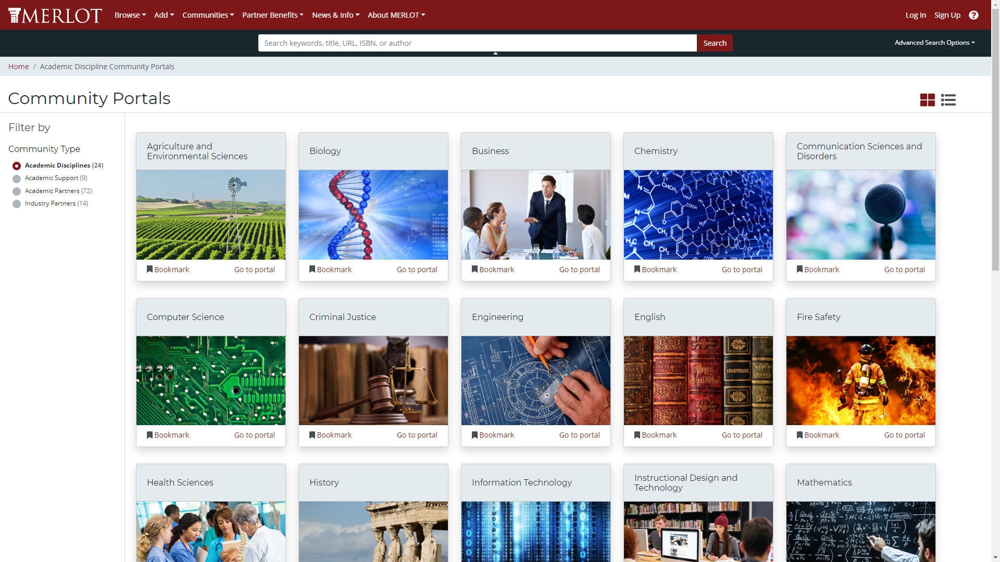 MERLOT
Browse
Add
Communities
Partner Benefits
News & Info
About MERLOT
Log In
Sign Up
?
Search keywords, title, URL, ISBN, or author
Search
Advanced Search Options
Home / Academic Discipline Community Portals
Community Portals
Filter by
Community Type
Academic Disciplines (24)
Academic Support (9)
Academic Partners (72)
Industry Partners (14)
Agriculture and
Environmental Sciences
Bookmark
Go to portal
Biology
Bookmark
Go to portal
Business
Bookmark
Go to portal
Chemistry
Bookmark
Go to portal
Communication Sciences and
Disorders
Bookmark
Go to portal
Computer Science
Bookmark
Go to portal
Criminal Justice
Bookmark
Go to portal
Engineering
Bookmark
Go to portal
English
SHAKSPEARE
Bookmark
Go to portal
Fire Safety
Bookmark
Go to portal
Health Sciences
History
Information Technology
Instructional Design and
Technology
Mathematics